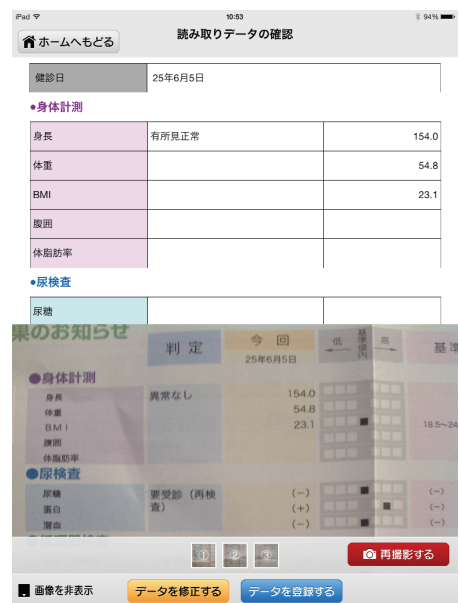 iPad 10:53 94%
ホームへもどる
読み取りデータの確認
健診日 25年6月5日
●身体計測
身長 有所見正常 154.0
体重 54.8
BMI 23.1
腹囲
体脂肪率
●尿検査
尿糖
果のお知らせ
判定 今回 低 基準値内 高 基準
25年6月5日
●身体計測
身長 異常なし 154.0
体重 54.8
BMI 23.1 18.5~24
腹囲
体脂肪率
●尿検査
尿糖 要受診(再検 (-) (-)
蛋白 査) (+) (-)
潜血 (-) (-)
① ② ③
再撮影する
画像を非表示 データを修正する データを登録する